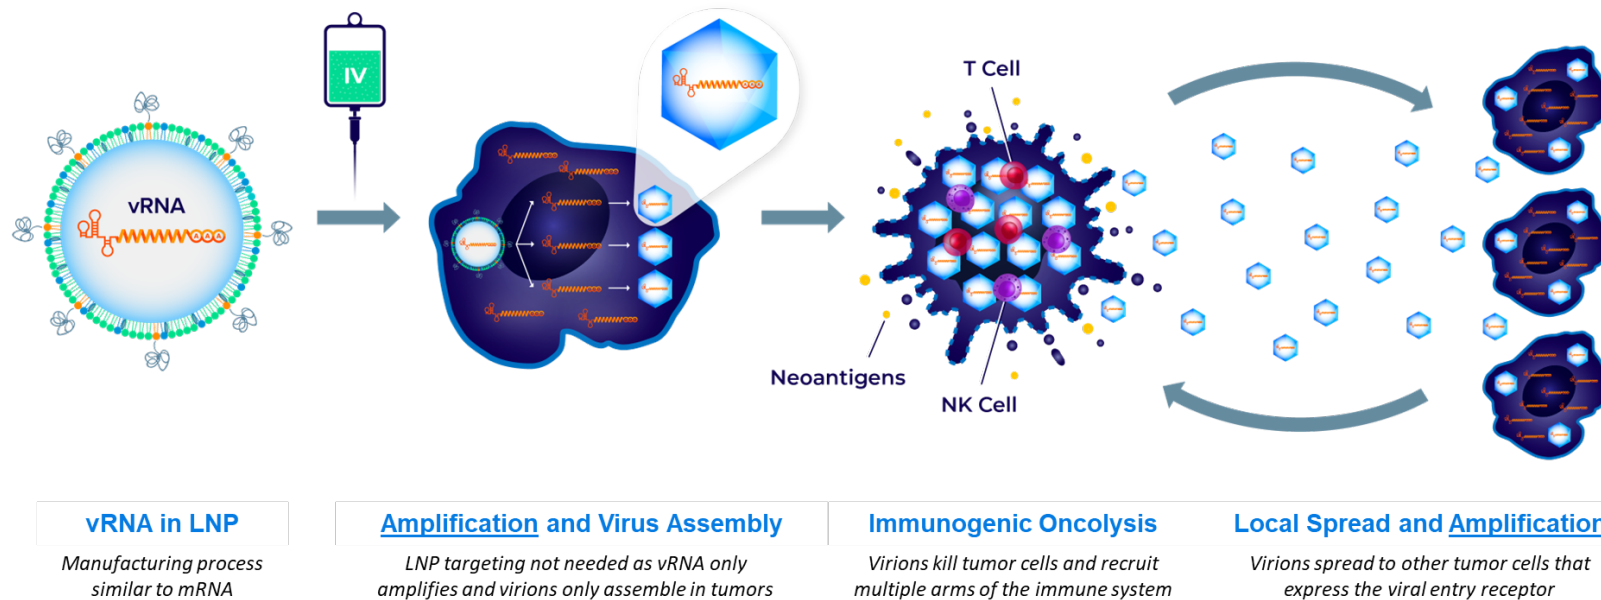 IV
T Cell
vRNA
Neoantigens
NK Cell
vRNA in LNP
Manufacturing process
similar to mRNA
Amplification and Virus Assembly
LNP targeting not needed as vRNA only
amplifies and virions only assemble in tumors
Immunogenic Oncolysis
Virions kill tumor cells and recruit
multiple arms of the immune system
Local Spread and Amplification
Virions spread to other tumor cells that
express the viral entry receptor